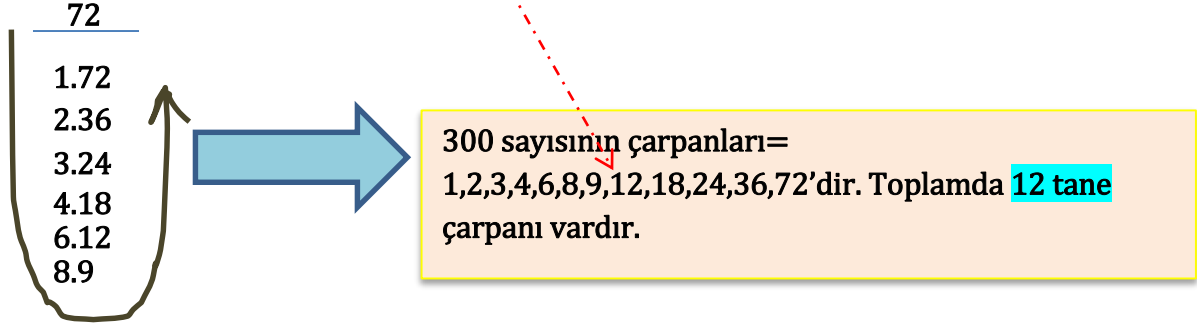 72
1.72
2.36
3.24
4.18
6.12
8.9
300 sayısının çarpanları=
1,2,3,4,6,8,9,12,18,24,36,72’dir. Toplamda 12 tane
çarpanı vardır.